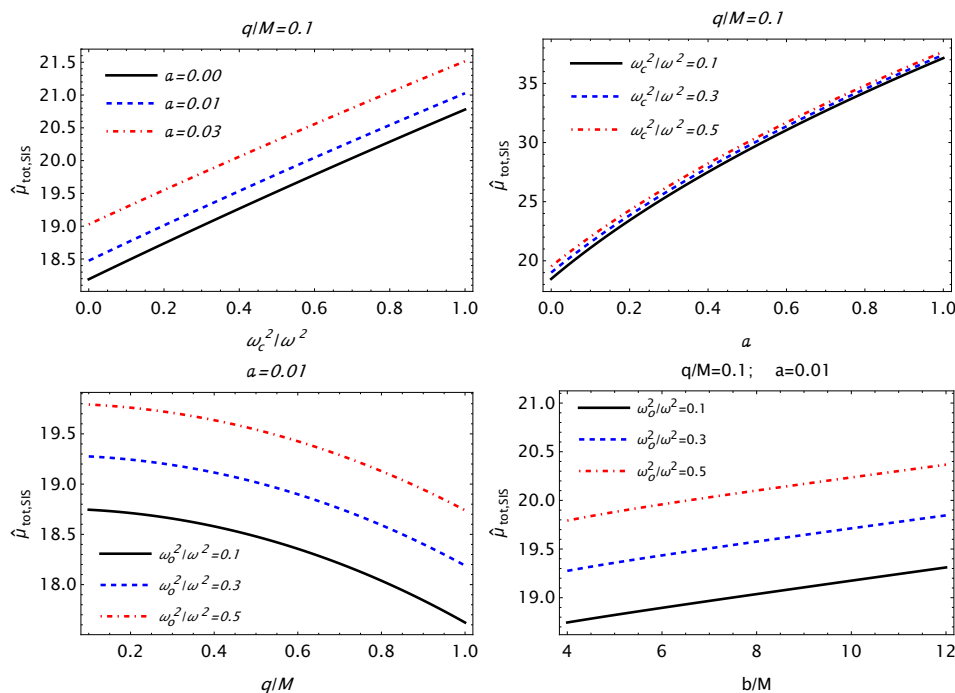 q/M=0.1
μ̂tot,SIS
21.5
21.0
20.5
20.0
19.5
19.0
18.5
a=0.00
a=0.01
a=0.03
0.0 0.2 0.4 0.6 0.8 1.0
ωc²/ω²
q/M=0.1
μ̂tot,SIS
35
30
25
20
ωc²/ω²=0.1
ωc²/ω²=0.3
ωc²/ω²=0.5
0.0 0.2 0.4 0.6 0.8 1.0
a
a=0.01
μ̂tot,SIS
19.5
19.0
18.5
18.0
ωo²/ω²=0.1
ωo²/ω²=0.3
ωo²/ω²=0.5
0.2 0.4 0.6 0.8 1.0
q/M
q/M=0.1; a=0.01
μ̂tot,SIS
21.0
20.5
20.0
19.5
19.0
ωo²/ω²=0.1
ωo²/ω²=0.3
ωo²/ω²=0.5
4 6 8 10 12
b/M